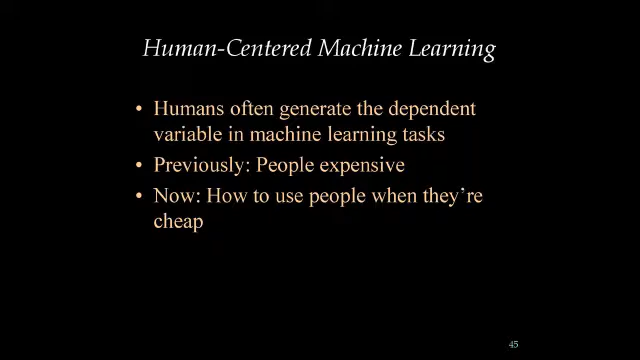 Human-Centered Machine Learning
• Humans often generate the dependent
variable in machine learning tasks
• Previously: People expensive
• Now: How to use people when they're
cheap
45